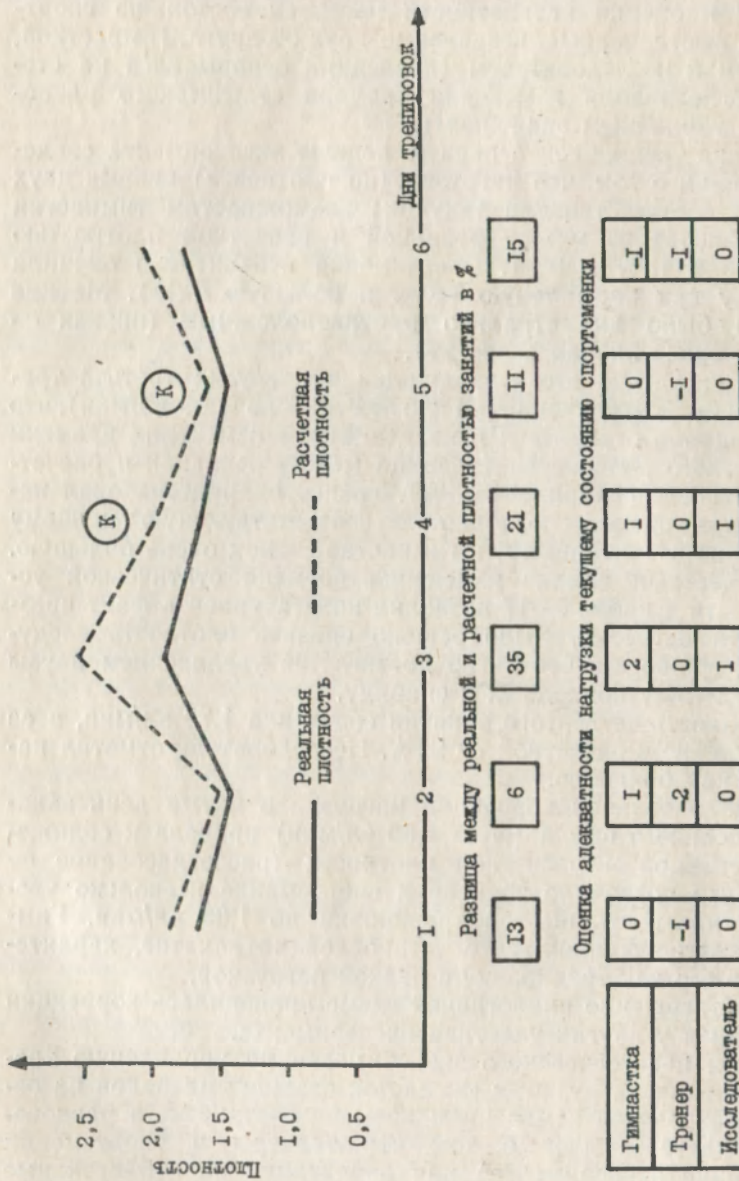 Плотность
2,5
2,0
1,5
1,0
0,5
К
К
Реальная
плотность
Расчетная
плотность
1 2 3 4 5 6
Дни тренировок
Разница между реальной и расчетной плотностью занятий в %
13 6 35 21 11 15
Оценка адекватности нагрузки текущему состоянию спортсменки
Гимнастка 0 1 2 1 0 -1
Тренер -1 -2 0 0 -1 -1
Исследователь 0 0 1 1 0 0